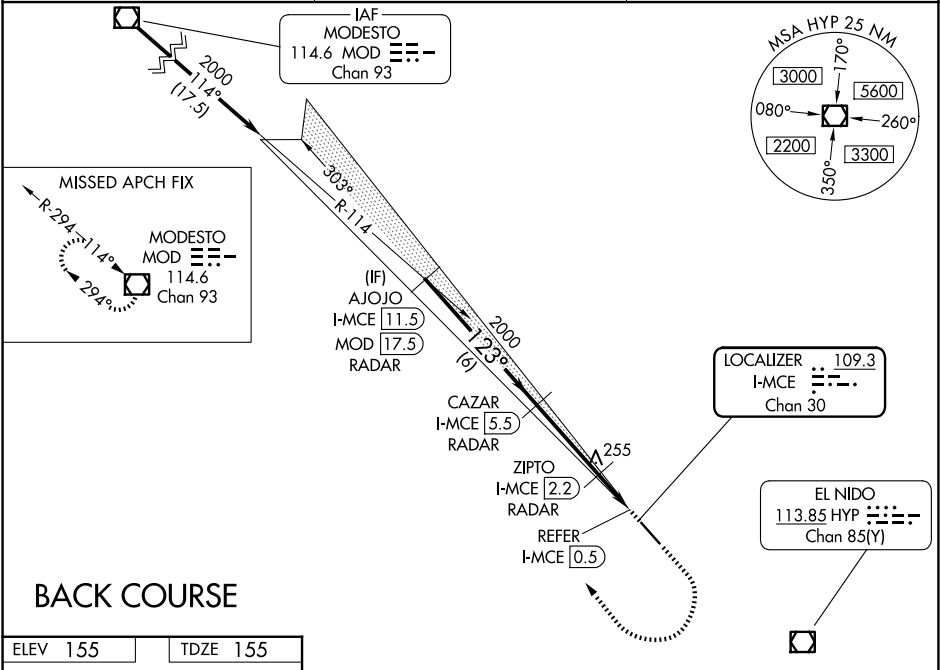 IAF
MODESTO
114.6 MOD
Chan 93
2000
114°
(17.5)
MSA HYP 25 NM
170°
3000
5600
080°
260°
2200
3300
350°
MISSED APCH FIX
R-294
114°
MODESTO
MOD
114.6
Chan 93
294°
303°
R-114
(IF)
AJOJO
I-MCE 11.5
MOD 17.5
RADAR
2000
123°
(6)
LOCALIZER 109.3
I-MCE
Chan 30
CAZAR
I-MCE 5.5
RADAR
255
ZIPTO
I-MCE 2.2
RADAR
REFER
I-MCE 0.5
EL NIDO
113.85 HYP
Chan 85(Y)
BACK COURSE
ELEV 155
TDZE 155